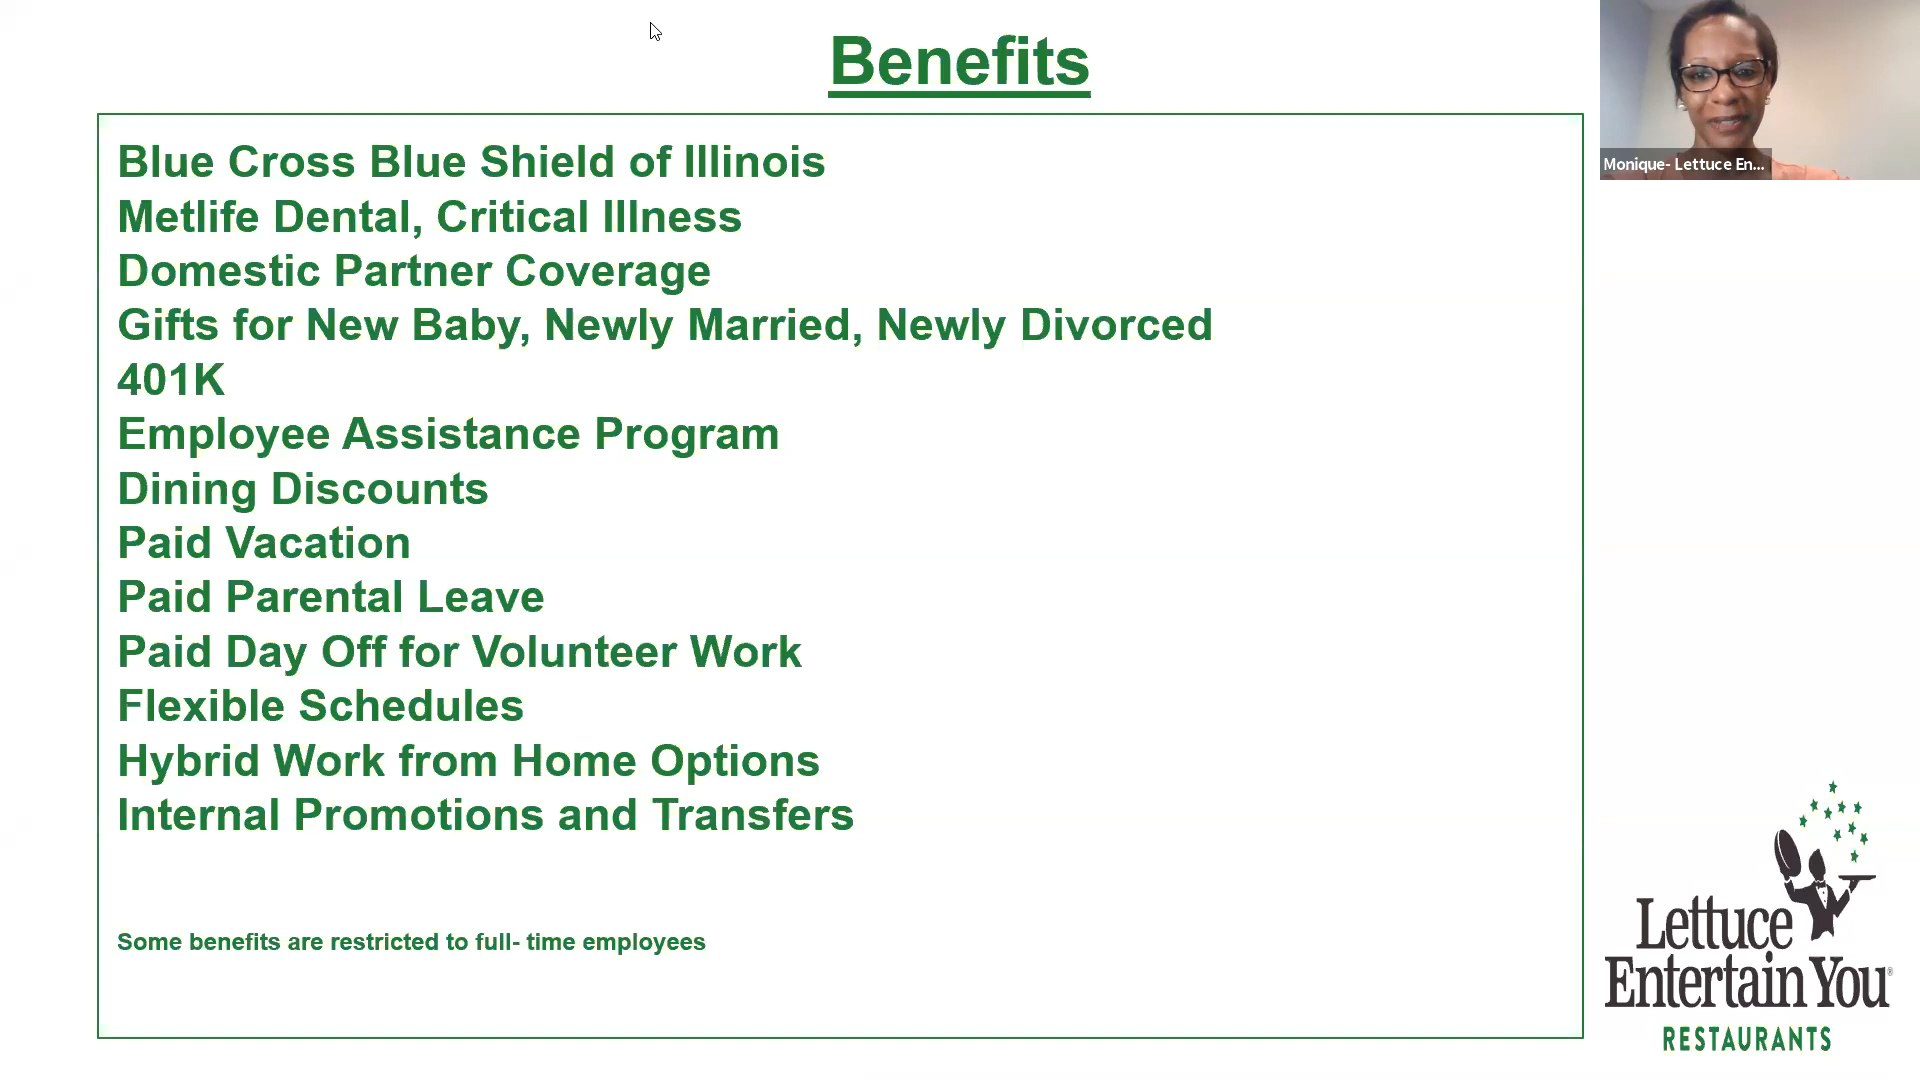 Benefits
Blue Cross Blue Shield of Illinois
Metlife Dental, Critical Illness
Domestic Partner Coverage
Gifts for New Baby, Newly Married, Newly Divorced
401K
Employee Assistance Program
Dining Discounts
Paid Vacation
Paid Parental Leave
Paid Day Off for Volunteer Work
Flexible Schedules
Hybrid Work from Home Options
Internal Promotions and Transfers
Some benefits are restricted to full- time employees
Monique- Lettuce En...
Lettuce
Entertain You®
RESTAURANTS